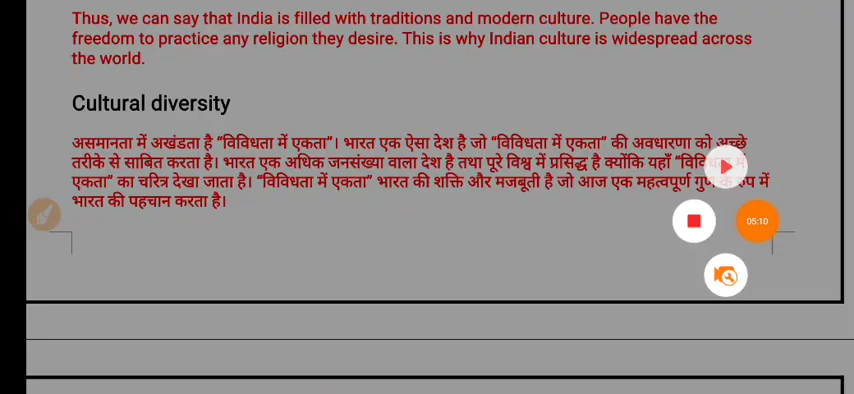 Thus, we can say that India is filled with traditions and modern culture. People have the
freedom to practice any religion they desire. This is why Indian culture is widespread across
the world.
Cultural diversity
असमानता में अखंडता है “विविधता में एकता”। भारत एक ऐसा देश है जो “विविधता में एकता” की अवधारणा को अच्छे
तरीके से साबित करता है। भारत एक अधिक जनसंख्या वाला देश है तथा पूरे विश्व में प्रसिद्ध है क्योंकि यहाँ में
एकता” का चरित्र देखा जाता है। “विविधता में एकता” भारत की शक्ति और मजबूती है जो आज एक महत्वपूर्ण गुण के रुप में
भारत की पहचान करता है।
05:10